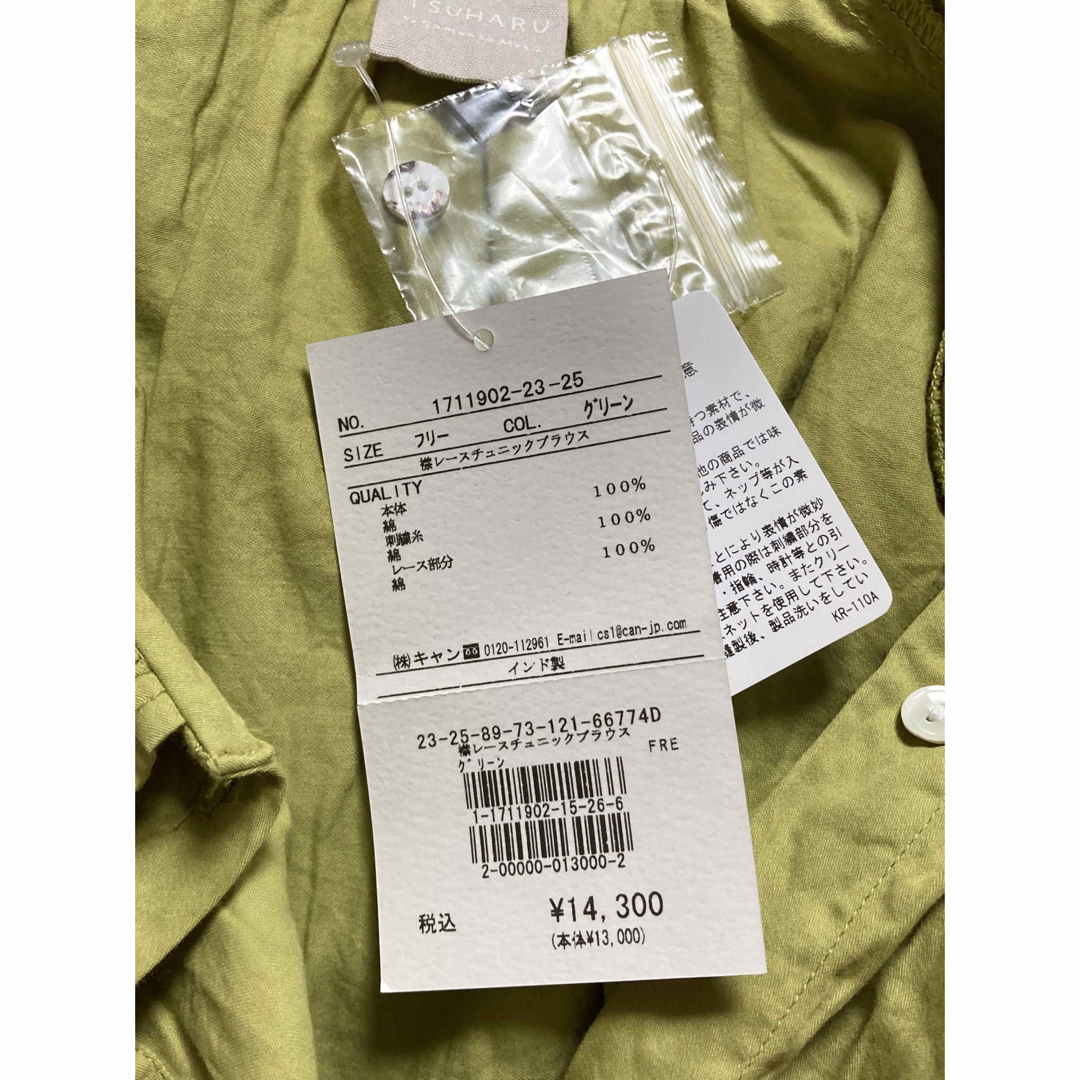 TSUHARU
NO. 1711902-23-25
SIZE フリー COL. グリーン
襟レースチュニックブラウス
QUALITY
本体
綿 100%
刺繍糸
綿 100%
レース部分
綿 100%
㈱キャン 0120-112961 E-mail cs1@can-jp.com
インド製
23-25-89-73-121-66774D
襟レースチュニックブラウス
グリーン FRE
1-1711902-15-26-6
2-00000-013000-2
税込 ¥14,300
(本体¥13,000)
意
持つ素材で、
品の表情が微
他の商品では味
み下さい。
て、ネップ等が入
傷ではなくこの素
とにより表情が微妙
着用の際は刺繍部分を
・指輪、時計等との引
注意下さい。またクリー
ネットを使用して下さい。
縫製後、製品洗いをしてい
KR-110A